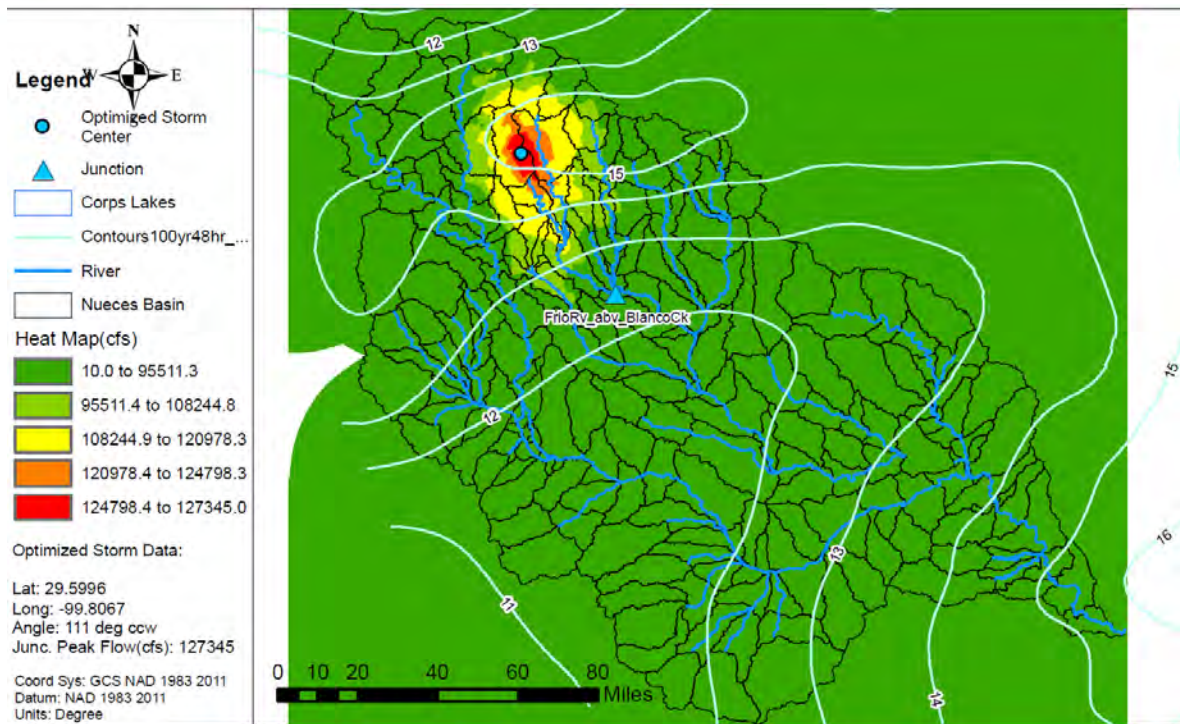 N
W
E
S
Legend
Optimized Storm
Center
Junction
Corps Lakes
Contours100yr48hr_...
River
Nueces Basin
Heat Map(cfs)
10.0 to 95511.3
95511.4 to 108244.8
108244.9 to 120978.3
120978.4 to 124798.3
124798.4 to 127345.0
Optimized Storm Data:
Lat: 29.5996
Long: -99.8067
Angle: 111 deg ccw
Junc. Peak Flow(cfs): 127345
Coord Sys: GCS NAD 1983 2011
Datum: NAD 1983 2011
Units: Degree
12
13
15
FrioRv_abv_BlancoCk
12
15
16
13
11
14
0 10 20 40 60 80
Miles